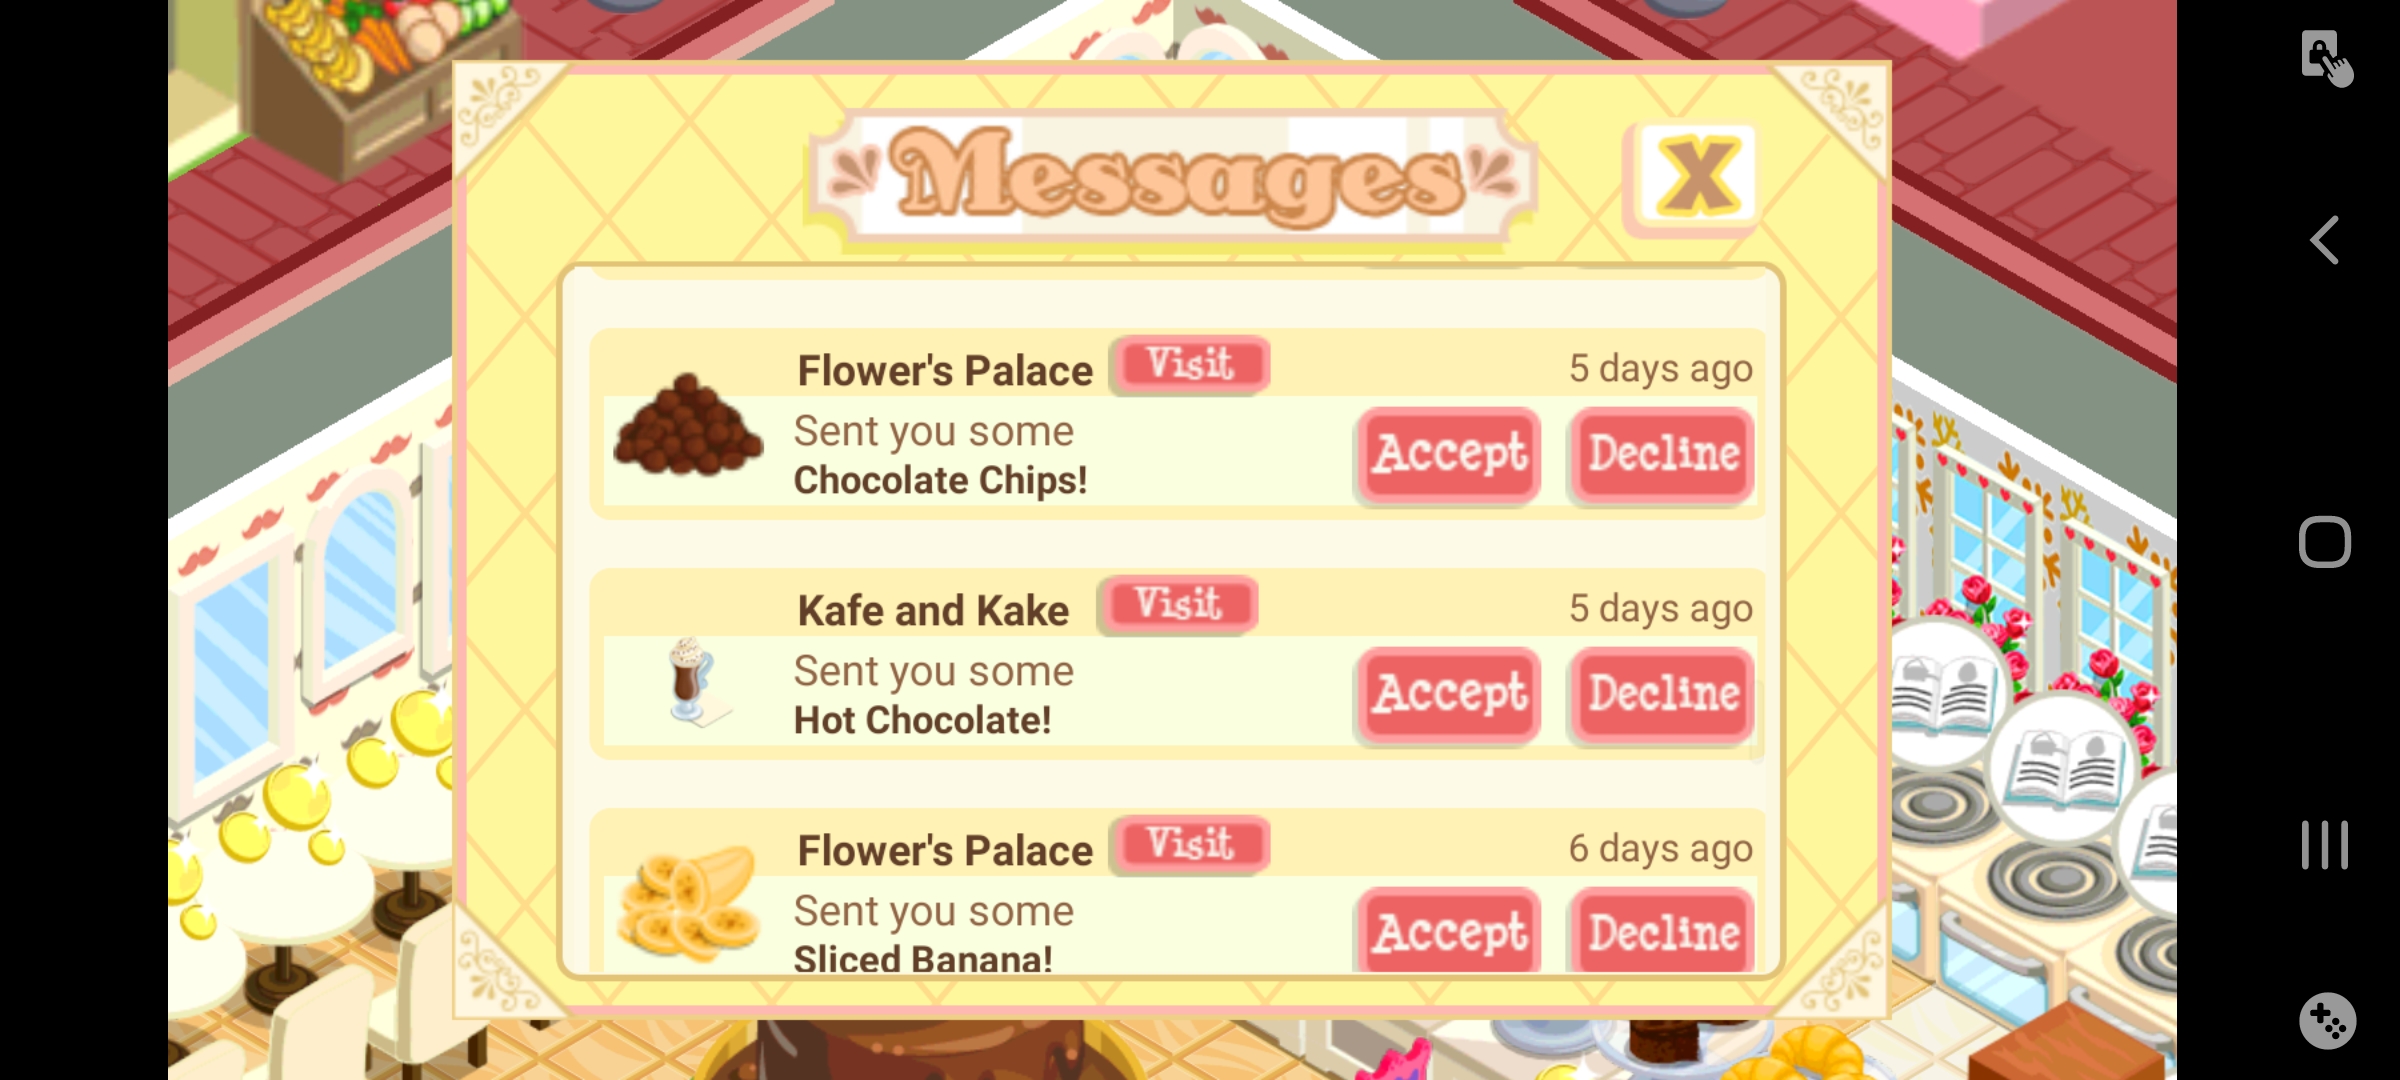 Messages
X
Flower's Palace Visit 5 days ago
Sent you some
Chocolate Chips!
Accept Decline
Kafe and Kake Visit 5 days ago
Sent you some
Hot Chocolate!
Accept Decline
Flower's Palace Visit 6 days ago
Sent you some
Sliced Banana!
Accept Decline